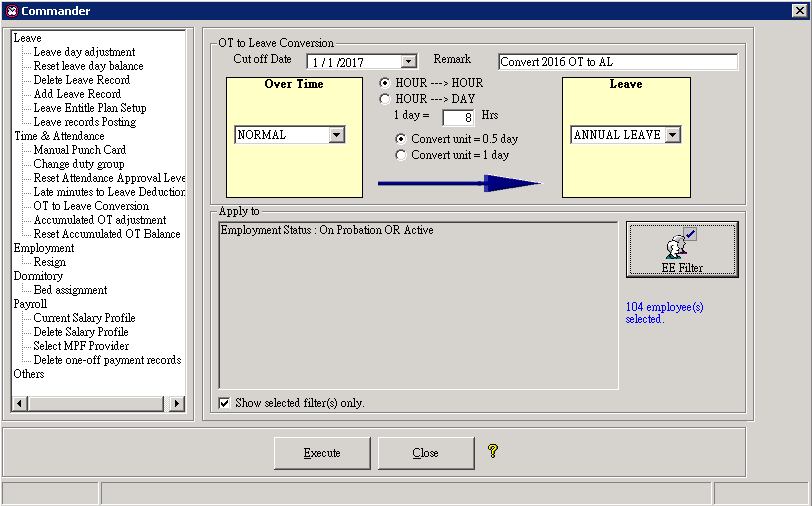 Commander
Leave
Leave day adjustment
Reset leave day balance
Delete Leave Record
Add Leave Record
Leave Entitle Plan Setup
Leave records Posting
Time & Attendance
Manual Punch Card
Change duty group
Reset Attendance Approval Leve
Late minutes to Leave Deduction
OT to Leave Conversion
Accumulated OT adjustment
Reset Accumulated OT Balance
Employment
Resign
Dormitory
Bed assignment
Payroll
Current Salary Profile
Delete Salary Profile
Select MPF Provider
Delete one-off payment records
Others
OT to Leave Conversion
Cut off Date 1 / 1 /2017 Remark Convert 2016 OT to AL
Over Time
NORMAL
HOUR ---> HOUR
HOUR ---> DAY
1 day = 8 Hrs
Convert unit = 0.5 day
Convert unit = 1 day
Leave
ANNUAL LEAVE
Apply to
Employment Status : On Probation OR Active
EE Filter
104 employee(s)
selected.
Show selected filter(s) only.
Execute Close ?